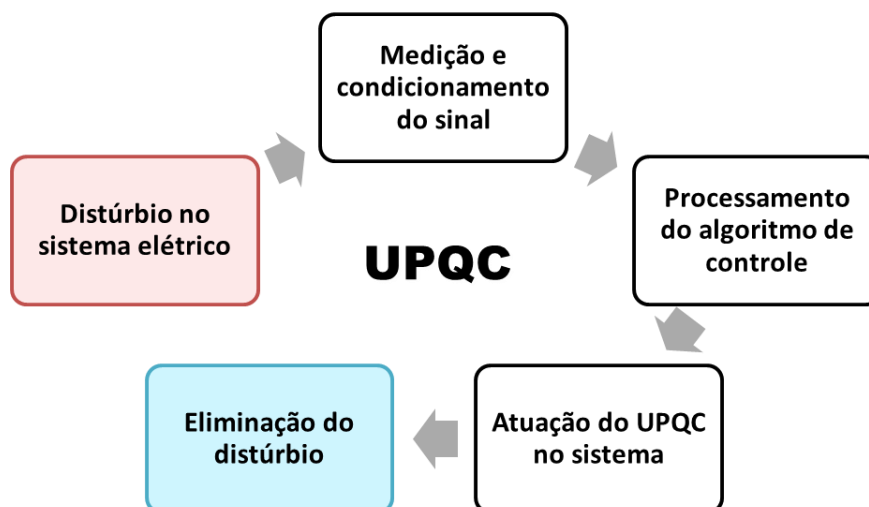 Medição e
condicionamento
do sinal
Distúrbio no
sistema elétrico
Processamento
do algoritmo de
controle
UPQC
Eliminação do
distúrbio
Atuação do UPQC
no sistema